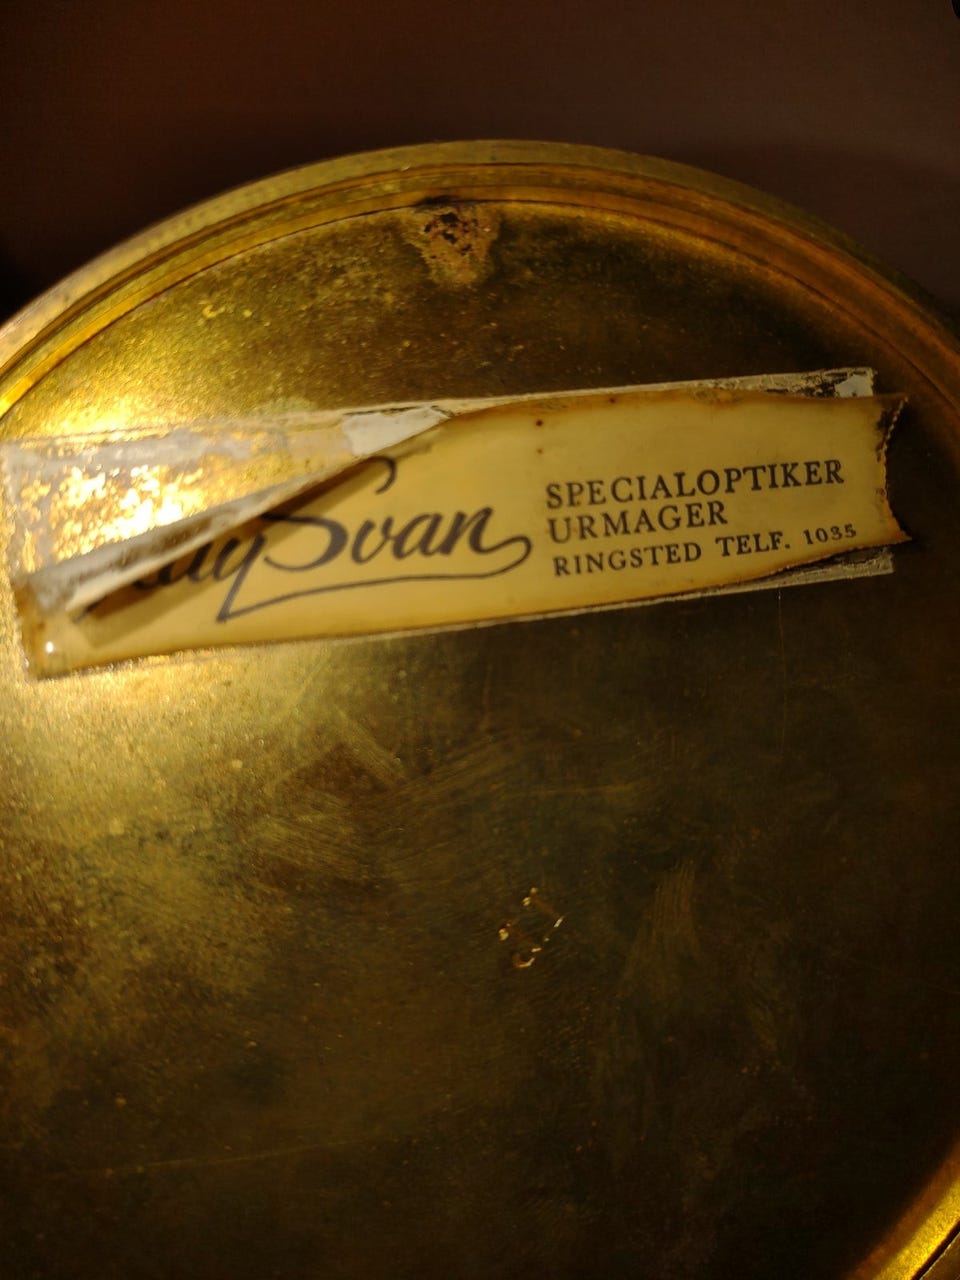 Svan
SPECIALOPTIKER
URMAGER
RINGSTED TELF. 1035